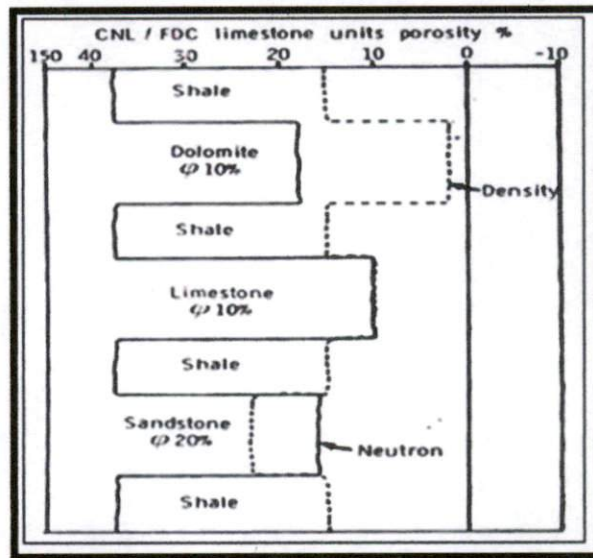 CNL / FDC limestone units porosity %
150 40 30 20 10 0 -10
Shale
Dolomite
φ 10%
Density
Shale
Limestone
φ 10%
Shale
Sandstone
φ 20%
Neutron
Shale